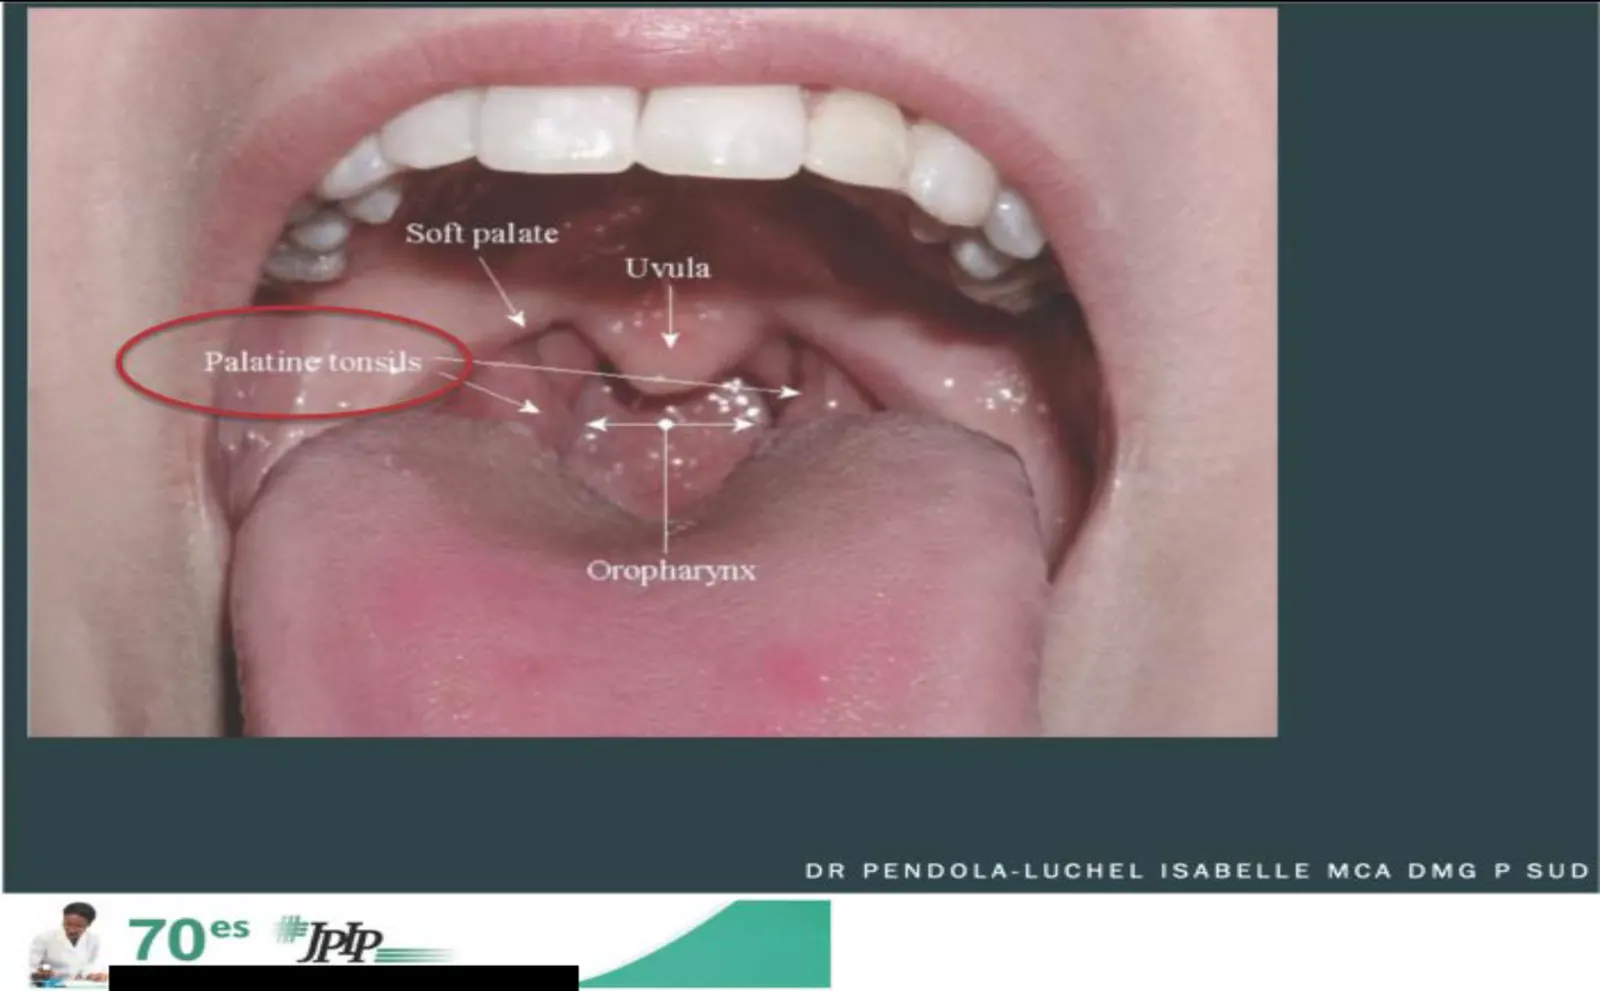 Soft palate
Uvula
Palatine tonsils
Oropharynx
DR PENDOLA-LUCHEL ISABELLE MCA DMG P SUD
70es
JPIP